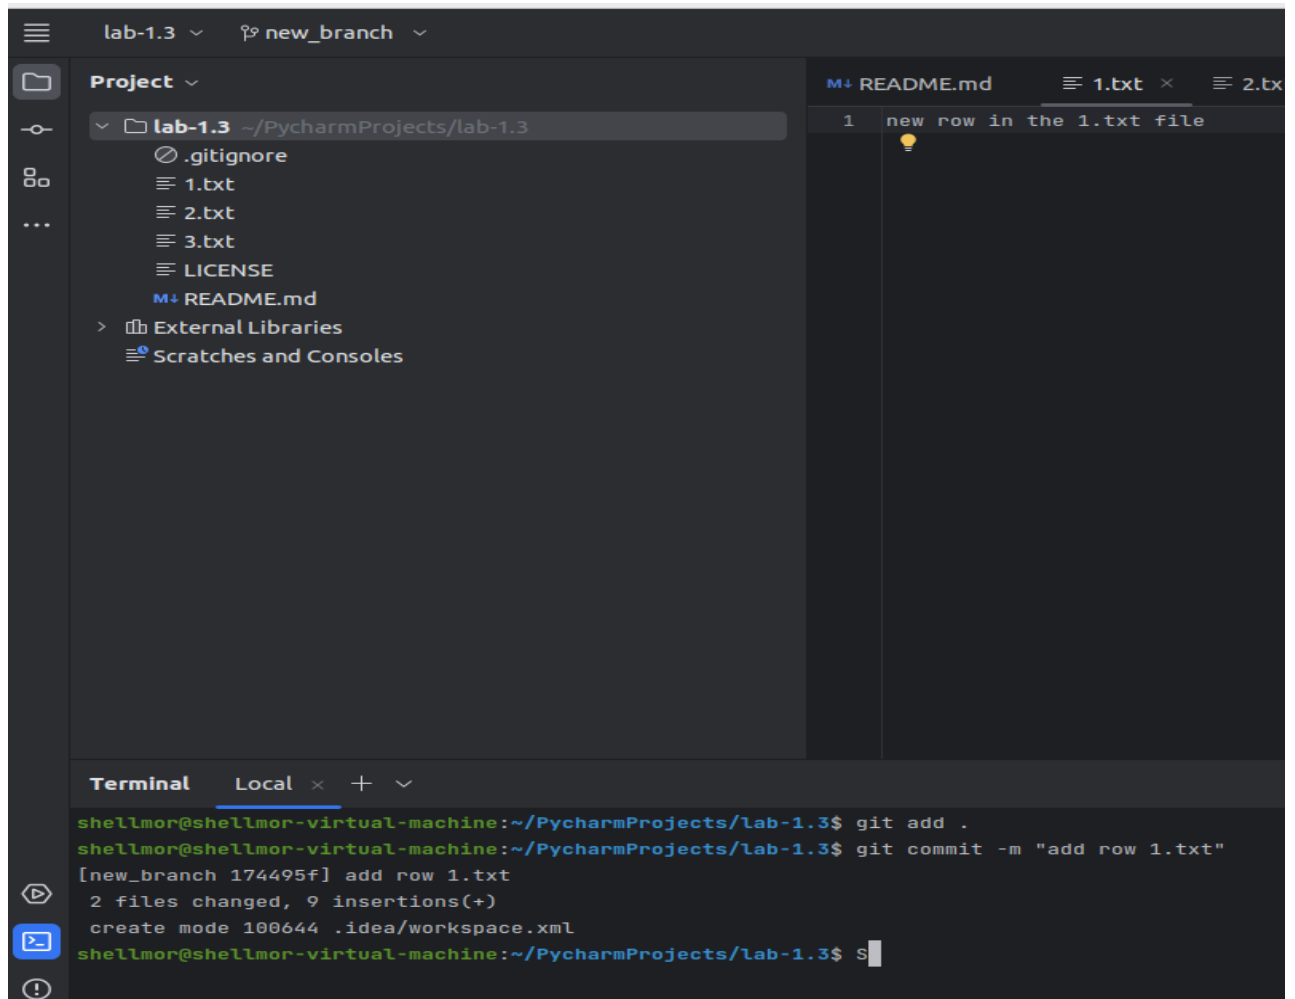 lab-1.3 new_branch
Project
lab-1.3 ~/PycharmProjects/lab-1.3
.gitignore
1.txt
2.txt
3.txt
LICENSE
M↓ README.md
External Libraries
Scratches and Consoles
M↓ README.md 1.txt × 2.tx
1 new row in the 1.txt file
Terminal Local × +
shellmor@shellmor-virtual-machine:~/PycharmProjects/lab-1.3$ git add .
shellmor@shellmor-virtual-machine:~/PycharmProjects/lab-1.3$ git commit -m "add row 1.txt"
[new_branch 174495f] add row 1.txt
2 files changed, 9 insertions(+)
create mode 100644 .idea/workspace.xml
shellmor@shellmor-virtual-machine:~/PycharmProjects/lab-1.3$ S